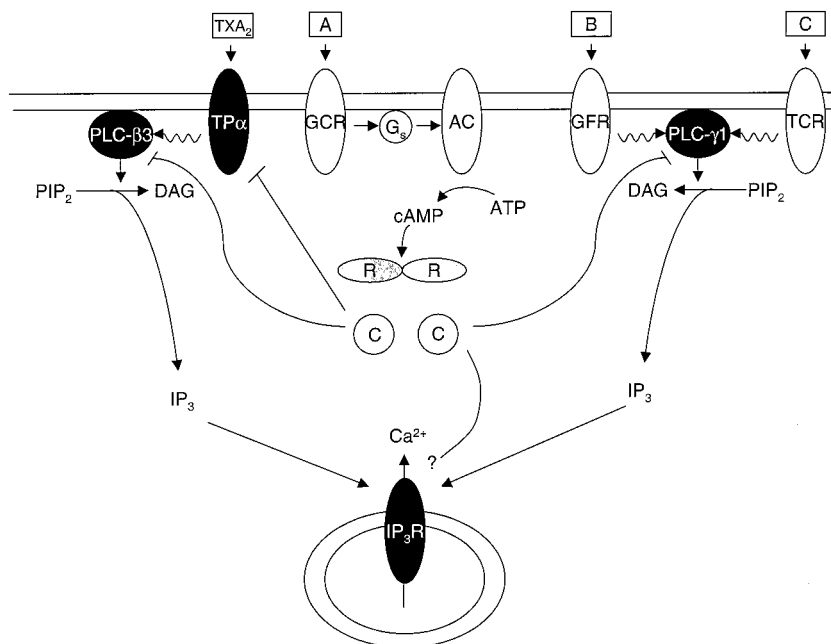 TXA₂
A
B
C
PLC-β3
TPα
GCR
Gₛ
AC
GFR
PLC-γ1
TCR
PIP₂
DAG
cAMP
ATP
DAG
PIP₂
R
R
C
C
IP₃
IP₃
Ca²⁺
?
IP₃R